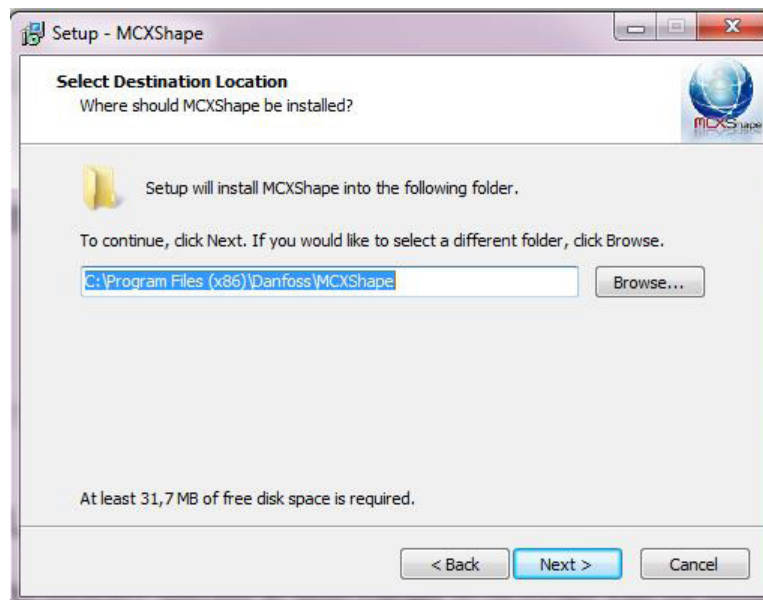 Setup - MCXShape
Select Destination Location
Where should MCXShape be installed?
MCXShape
Setup will install MCXShape into the following folder.
To continue, click Next. If you would like to select a different folder, click Browse.
C:\Program Files (x86)\Danfoss\MCXShape
Browse...
At least 31,7 MB of free disk space is required.
< Back
Next >
Cancel